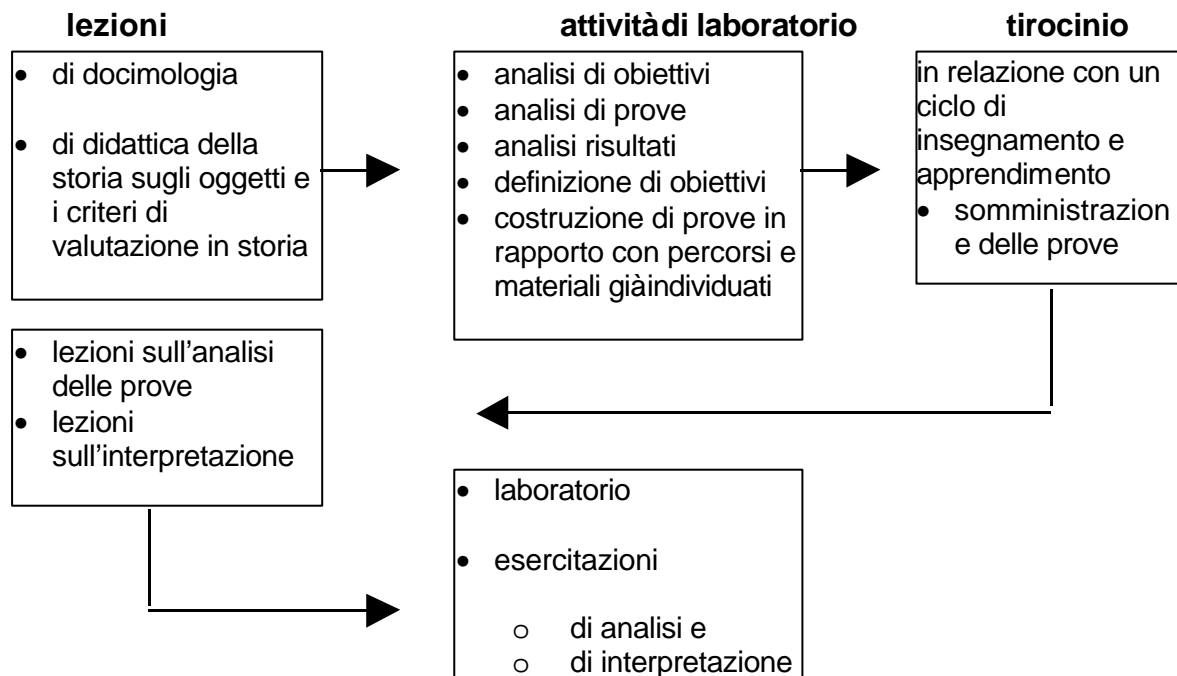 lezioni
• di docimologia
• di didattica della
storia sugli oggetti e
i criteri di
valutazione in storia
attivitàdi laboratorio
• analisi di obiettivi
• analisi di prove
• analisi risultati
• definizione di obiettivi
• costruzione di prove in
rapporto con percorsi e
materiali giàindividuati
tirocinio
in relazione con un
ciclo di
insegnamento e
apprendimento
• somministrazion
e delle prove
• lezioni sull’analisi
delle prove
• lezioni
sull’interpretazione
• laboratorio
• esercitazioni
o di analisi e
o di interpretazione